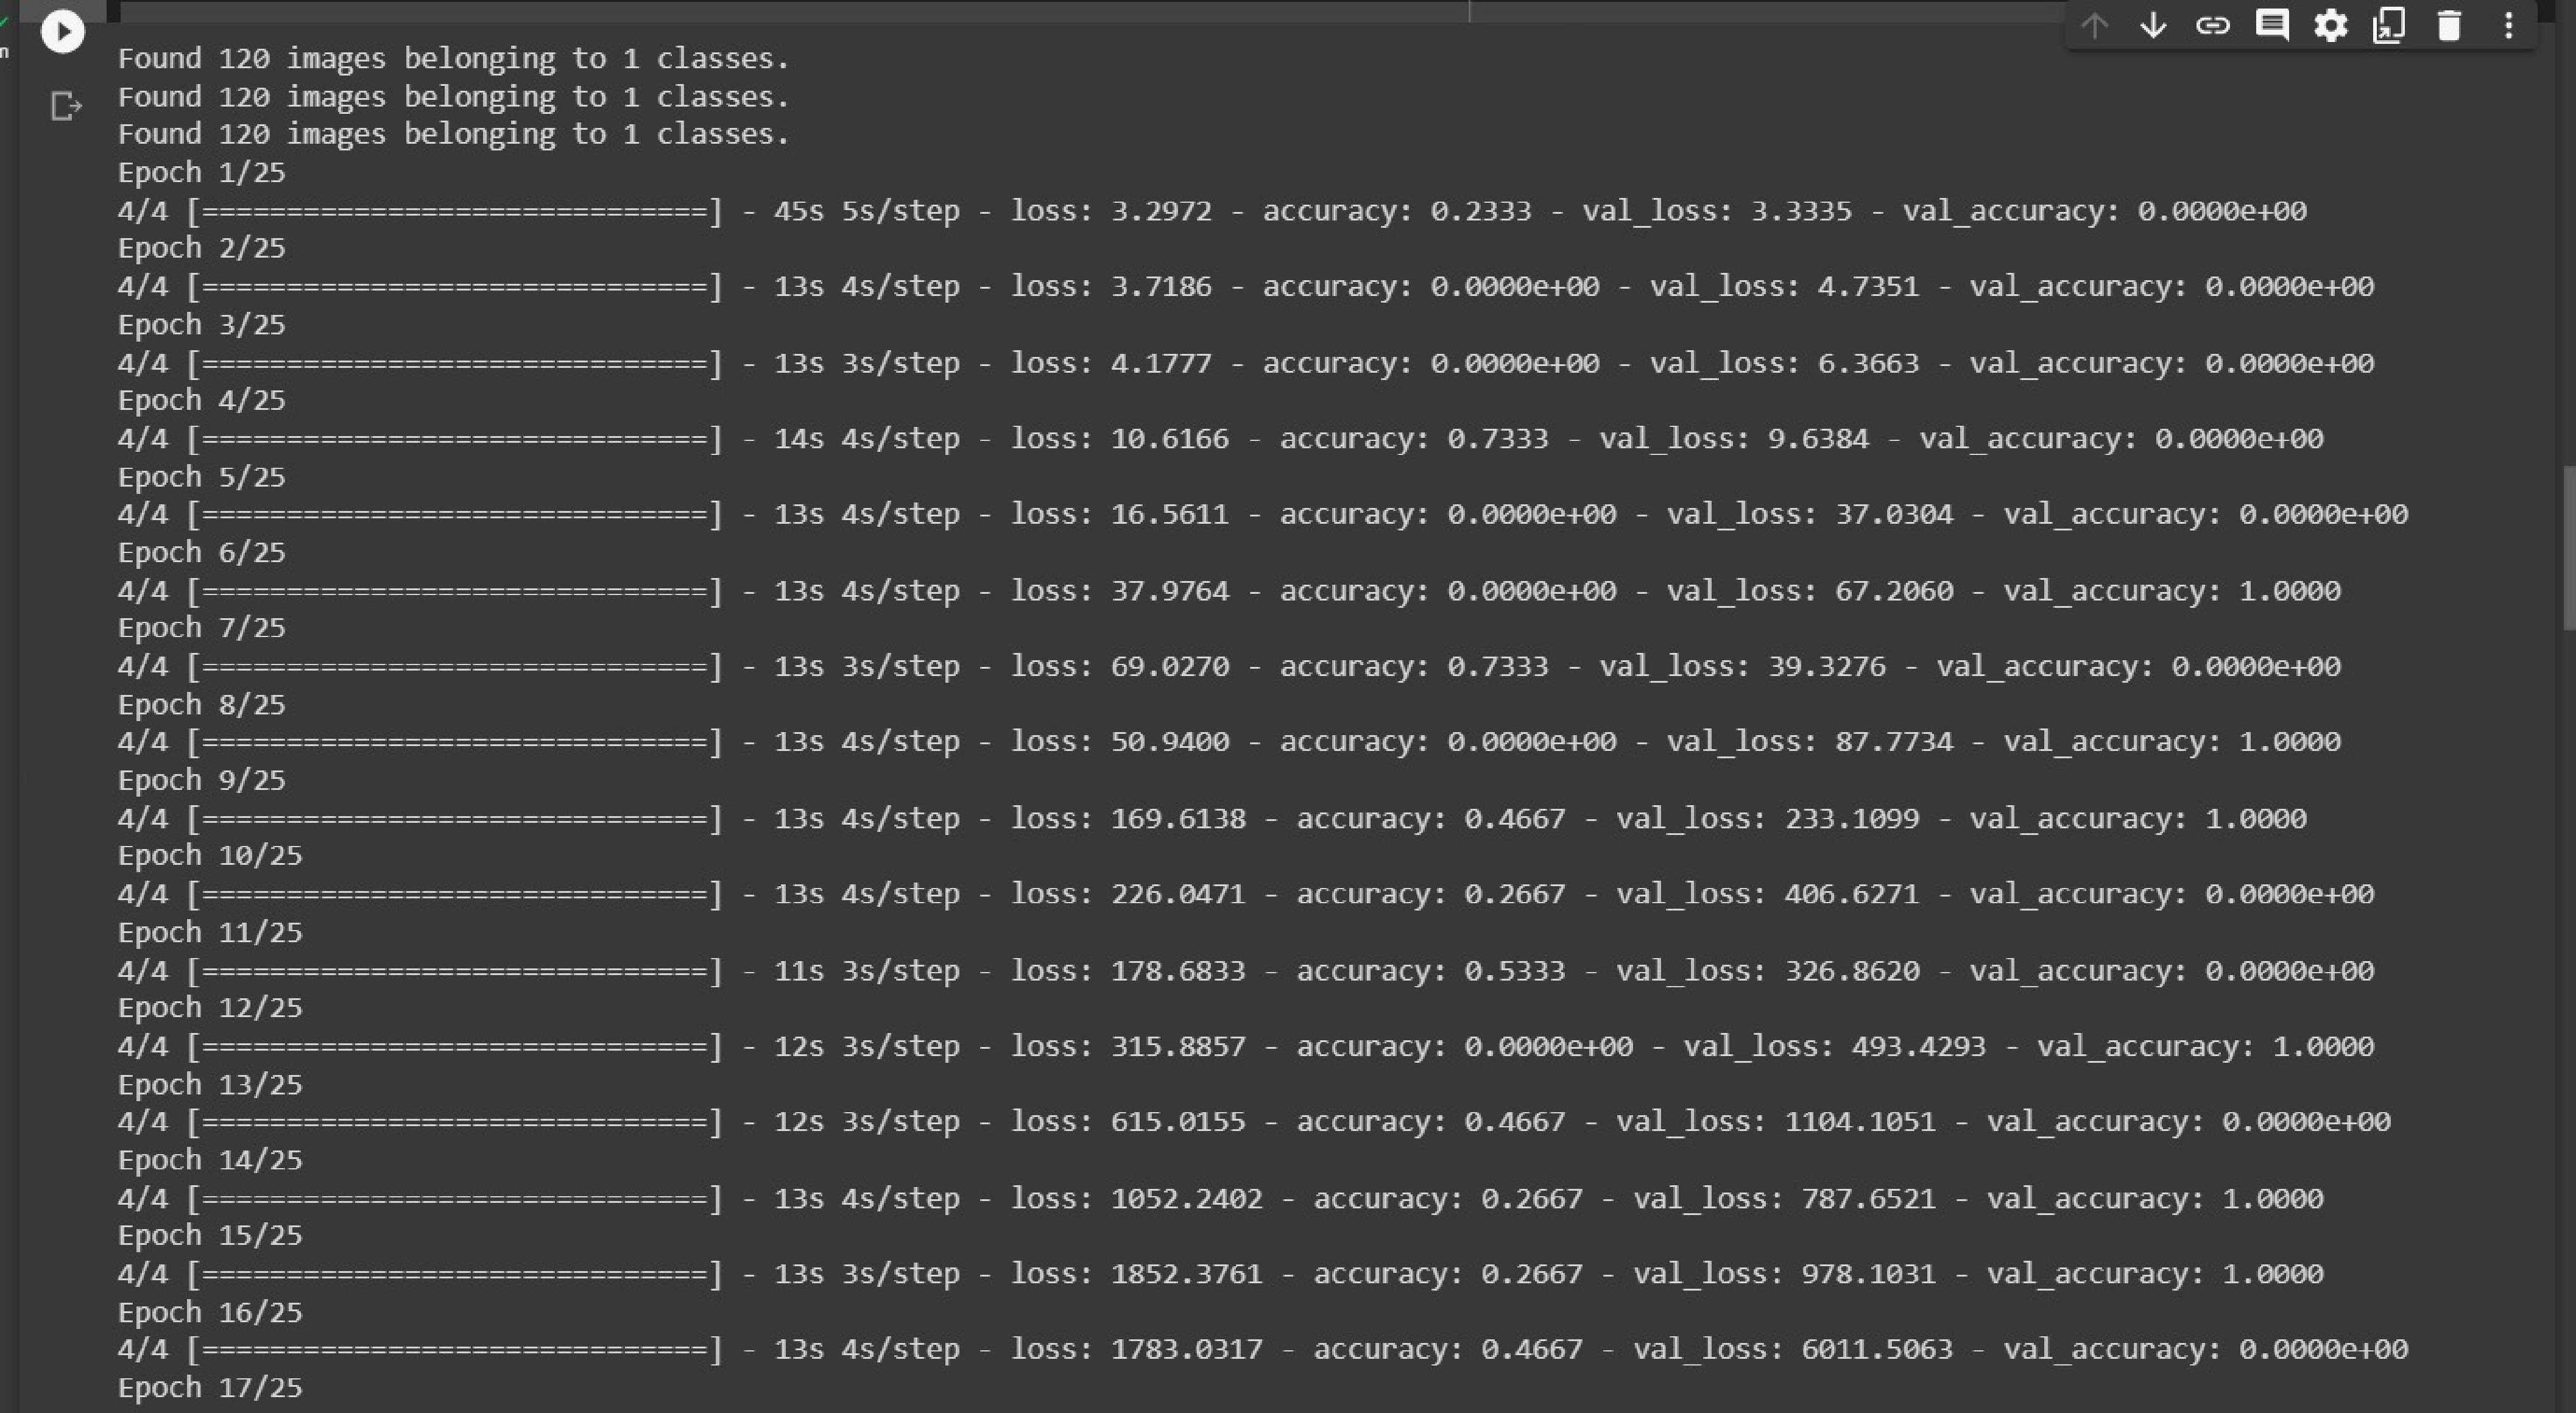 n
Found 120 images belonging to 1 classes.
Found 120 images belonging to 1 classes.
Found 120 images belonging to 1 classes.
Epoch 1/25
4/4 [==============================] - 45s 5s/step - loss: 3.2972 - accuracy: 0.2333 - val_loss: 3.3335 - val_accuracy: 0.0000e+00
Epoch 2/25
4/4 [==============================] - 13s 4s/step - loss: 3.7186 - accuracy: 0.0000e+00 - val_loss: 4.7351 - val_accuracy: 0.0000e+00
Epoch 3/25
4/4 [==============================] - 13s 3s/step - loss: 4.1777 - accuracy: 0.0000e+00 - val_loss: 6.3663 - val_accuracy: 0.0000e+00
Epoch 4/25
4/4 [==============================] - 14s 4s/step - loss: 10.6166 - accuracy: 0.7333 - val_loss: 9.6384 - val_accuracy: 0.0000e+00
Epoch 5/25
4/4 [==============================] - 13s 4s/step - loss: 16.5611 - accuracy: 0.0000e+00 - val_loss: 37.0304 - val_accuracy: 0.0000e+00
Epoch 6/25
4/4 [==============================] - 13s 4s/step - loss: 37.9764 - accuracy: 0.0000e+00 - val_loss: 67.2060 - val_accuracy: 1.0000
Epoch 7/25
4/4 [==============================] - 13s 3s/step - loss: 69.0270 - accuracy: 0.7333 - val_loss: 39.3276 - val_accuracy: 0.0000e+00
Epoch 8/25
4/4 [==============================] - 13s 4s/step - loss: 50.9400 - accuracy: 0.0000e+00 - val_loss: 87.7734 - val_accuracy: 1.0000
Epoch 9/25
4/4 [==============================] - 13s 4s/step - loss: 169.6138 - accuracy: 0.4667 - val_loss: 233.1099 - val_accuracy: 1.0000
Epoch 10/25
4/4 [==============================] - 13s 4s/step - loss: 226.0471 - accuracy: 0.2667 - val_loss: 406.6271 - val_accuracy: 0.0000e+00
Epoch 11/25
4/4 [==============================] - 11s 3s/step - loss: 178.6833 - accuracy: 0.5333 - val_loss: 326.8620 - val_accuracy: 0.0000e+00
Epoch 12/25
4/4 [==============================] - 12s 3s/step - loss: 315.8857 - accuracy: 0.0000e+00 - val_loss: 493.4293 - val_accuracy: 1.0000
Epoch 13/25
4/4 [==============================] - 12s 3s/step - loss: 615.0155 - accuracy: 0.4667 - val_loss: 1104.1051 - val_accuracy: 0.0000e+00
Epoch 14/25
4/4 [==============================] - 13s 4s/step - loss: 1052.2402 - accuracy: 0.2667 - val_loss: 787.6521 - val_accuracy: 1.0000
Epoch 15/25
4/4 [==============================] - 13s 3s/step - loss: 1852.3761 - accuracy: 0.2667 - val_loss: 978.1031 - val_accuracy: 1.0000
Epoch 16/25
4/4 [==============================] - 13s 4s/step - loss: 1783.0317 - accuracy: 0.4667 - val_loss: 6011.5063 - val_accuracy: 0.0000e+00
Epoch 17/25